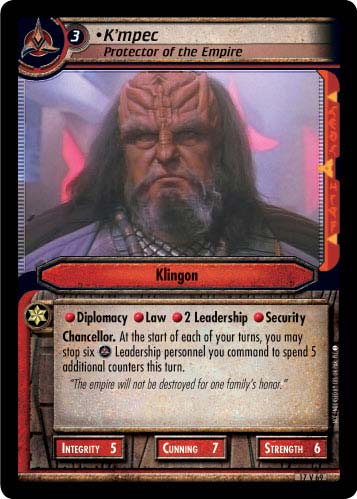 3
•K'mpec
Protector of the Empire
Klingon
Diplomacy Law 2 Leadership Security
Chancellor. At the start of each of your turns, you may
stop six Leadership personnel you command to spend 5
additional counters this turn.
"The empire will not be destroyed for one family's honor."
INTEGRITY 5 CUNNING 7 STRENGTH 6
17 V 69